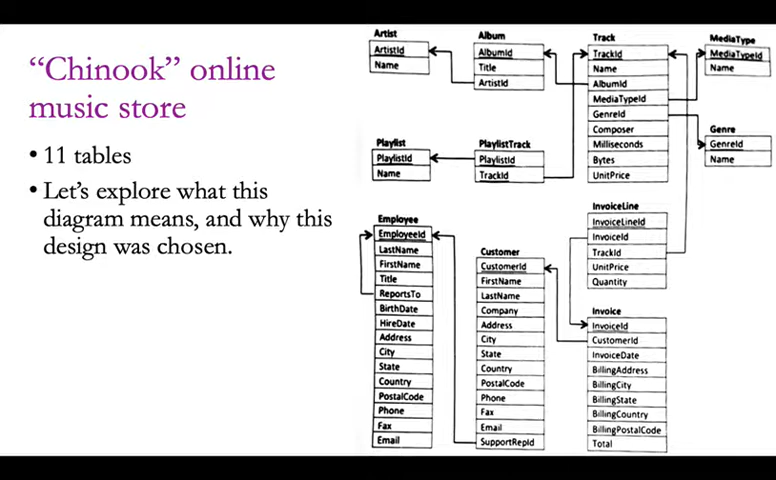 “Chinook” online
music store
• 11 tables
• Let’s explore what this
diagram means, and why this
design was chosen.
Artist
ArtistId
Name
Album
AlbumId
Title
ArtistId
Track
TrackId
Name
AlbumId
MediaTypeId
GenreId
Composer
Milliseconds
Bytes
UnitPrice
MediaType
MediaTypeId
Name
Genre
GenreId
Name
Playlist
PlaylistId
Name
PlaylistTrack
PlaylistId
TrackId
Employee
EmployeeId
LastName
FirstName
Title
ReportsTo
BirthDate
HireDate
Address
City
State
Country
PostalCode
Phone
Fax
Email
Customer
CustomerId
FirstName
LastName
Company
Address
City
State
Country
PostalCode
Phone
Fax
Email
SupportRepId
InvoiceLine
InvoiceLineId
InvoiceId
TrackId
UnitPrice
Quantity
Invoice
InvoiceId
CustomerId
InvoiceDate
BillingAddress
BillingCity
BillingState
BillingCountry
BillingPostalCode
Total